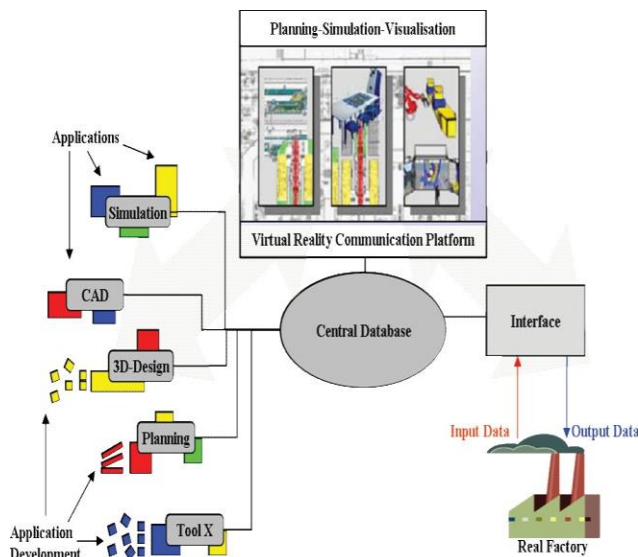 Planning-Simulation-Visualisation
Virtual Reality Communication Platform
Applications
Simulation
CAD
3D-Design
Planning
Tool X
Application
Development
Central Database
Interface
Input Data
Output Data
Real Factory